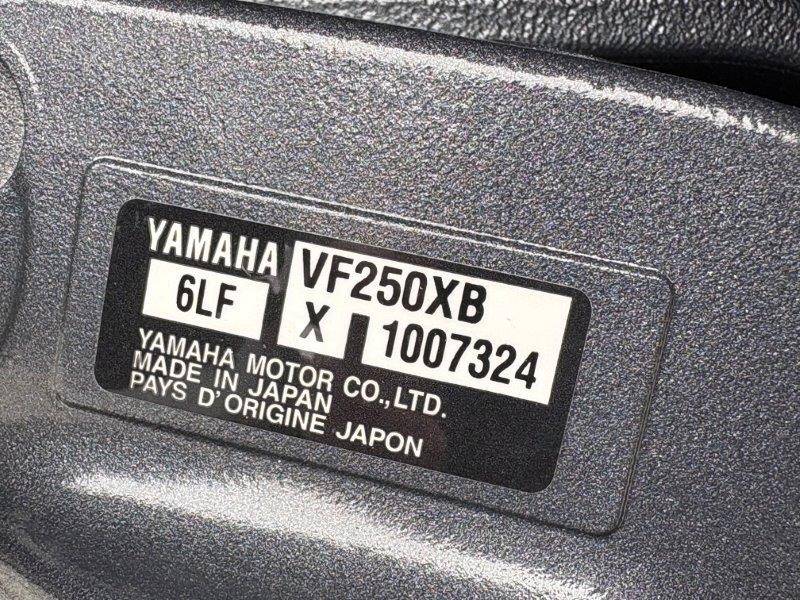 YAMAHA VF250XB
6LF X 1007324
YAMAHA MOTOR CO.,LTD.
MADE IN JAPAN
PAYS D'ORIGINE JAPON